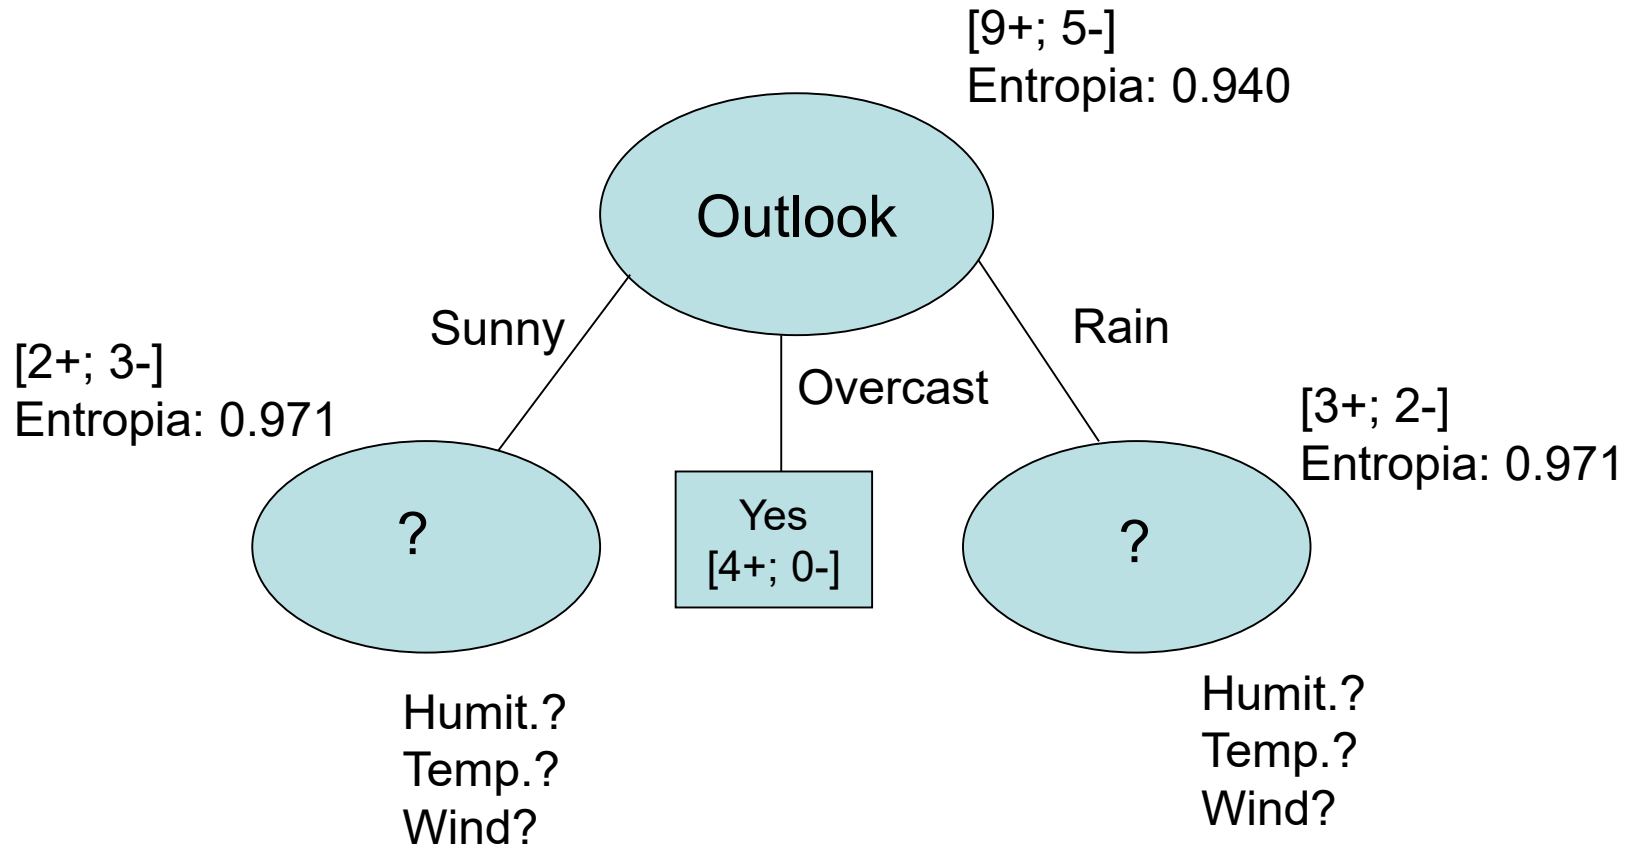 [9+; 5-]
Entropia: 0.940
Outlook
Sunny
Rain
[2+; 3-]
Entropia: 0.971
Overcast
[3+; 2-]
Entropia: 0.971
?
Yes
[4+; 0-]
?
Humit.?
Temp.?
Wind?
Humit.?
Temp.?
Wind?